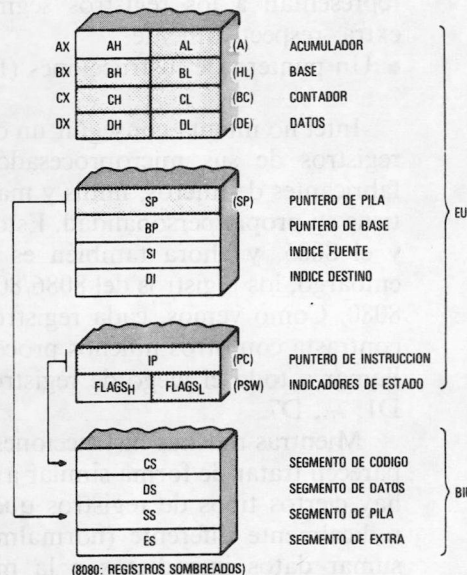 AX AH AL (A) ACUMULADOR
BX BH BL (HL) BASE
CX CH CL (BC) CONTADOR
DX DH DL (DE) DATOS
SP (SP) PUNTERO DE PILA
BP PUNTERO DE BASE
SI INDICE FUENTE
DI INDICE DESTINO
EU
IP (PC) PUNTERO DE INSTRUCCION
FLAGSH FLAGSL (PSW) INDICADORES DE ESTADO
CS SEGMENTO DE CODIGO
DS SEGMENTO DE DATOS
SS SEGMENTO DE PILA
ES SEGMENTO DE EXTRA
BIU
(8080: REGISTROS SOMBREADOS)